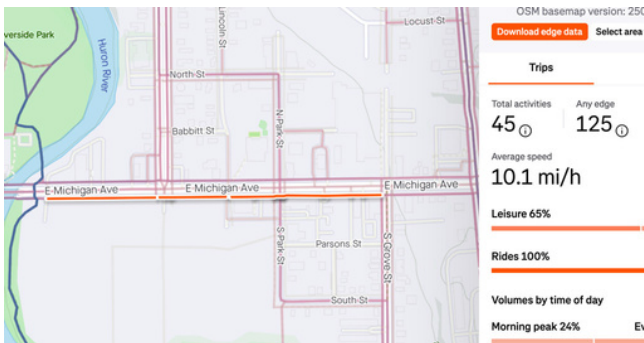 OSM basemap version: 250
Download edge data
Select area
Trips
Total activities
45
Any edge
125
Average speed
10.1 mi/h
Leisure 65%
Rides 100%
Volumes by time of day
Morning peak 24%
Ev
verside Park
Huron River
Lincoln St
Locust St
North St
N Park St
Babbitt St
E Michigan Ave
E Michigan Ave
E Michigan Ave
S Park St
Parsons St
S Grove St
South St